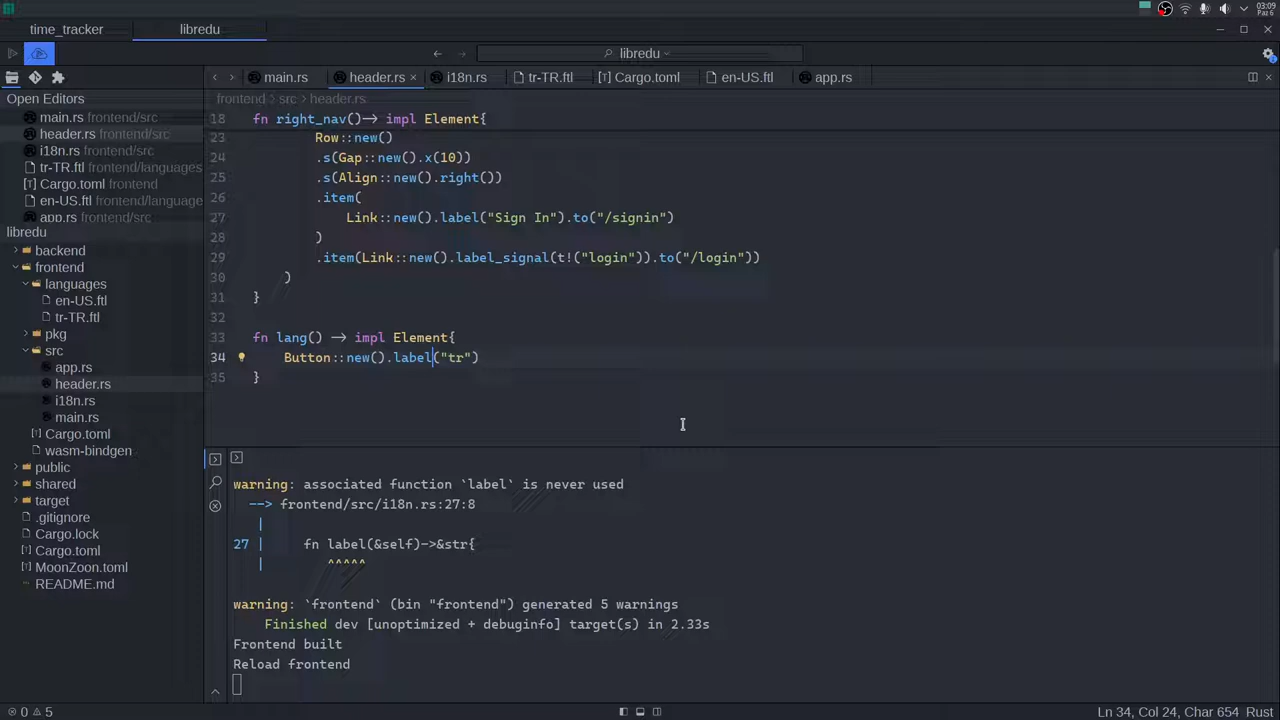 03:09
Paz 6
time_tracker
libredu
libredu
main.rs
header.rs ×
i18n.rs
tr-TR.ftl
Cargo.toml
en-US.ftl
app.rs
Open Editors
main.rs frontend/src
header.rs frontend/src
i18n.rs frontend/src
tr-TR.ftl frontend/languages
Cargo.toml frontend
en-US.ftl frontend/language
app.rs frontend/src
libredu
backend
frontend
languages
en-US.ftl
tr-TR.ftl
pkg
src
app.rs
header.rs
i18n.rs
main.rs
Cargo.toml
wasm-bindgen
public
shared
target
.gitignore
Cargo.lock
Cargo.toml
MoonZoon.toml
README.md
frontend src header.rs
18 fn right_nav()-> impl Element{
23 Row::new()
24 .s(Gap::new().x(10))
25 .s(Align::new().right())
26 .item(
27 Link::new().label("Sign In").to("/signin")
28 )
29 .item(Link::new().label_signal(t!("login")).to("/login"))
30 )
31 }
32
33 fn lang() -> impl Element{
34 Button::new().label("tr")
35 }
warning: associated function `label` is never used
--> frontend/src/i18n.rs:27:8
|
27 | fn label(&self)->&str{
| ^^^^^
warning: `frontend` (bin "frontend") generated 5 warnings
Finished dev [unoptimized + debuginfo] target(s) in 2.33s
Frontend built
Reload frontend
0 5
Ln 34, Col 24, Char 654 Rust